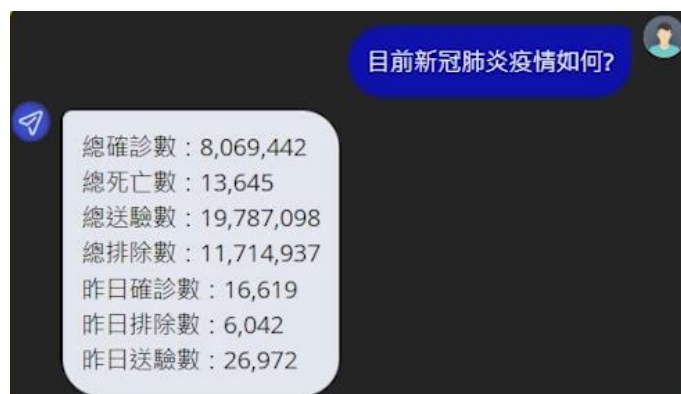 目前新冠肺炎疫情如何?
總確診數：8,069,442
總死亡數：13,645
總送驗數：19,787,098
總排除數：11,714,937
昨日確診數：16,619
昨日排除數：6,042
昨日送驗數：26,972